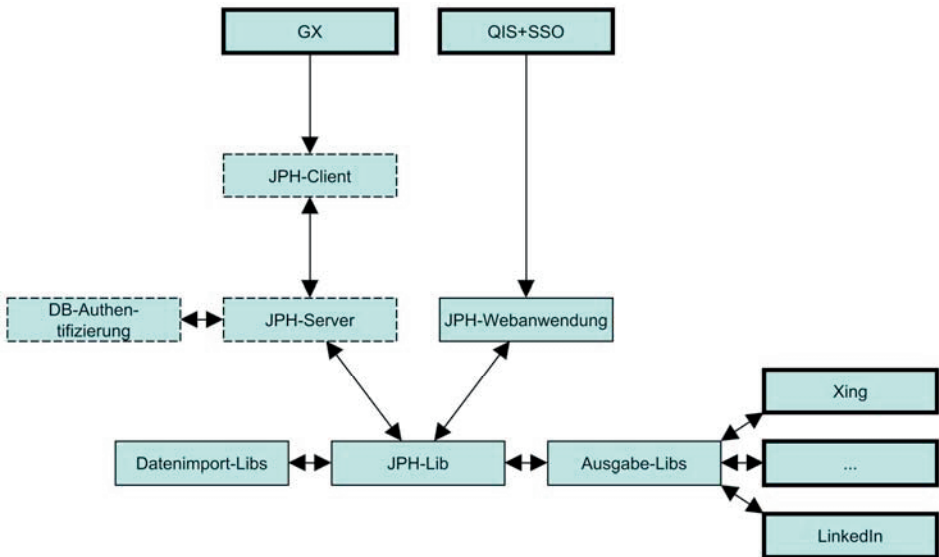 GX
QIS+SSO
JPH-Client
DB-Authen-
tifizierung
JPH-Server
JPH-Webanwendung
Xing
Datenimport-Libs
JPH-Lib
Ausgabe-Libs
...
LinkedIn